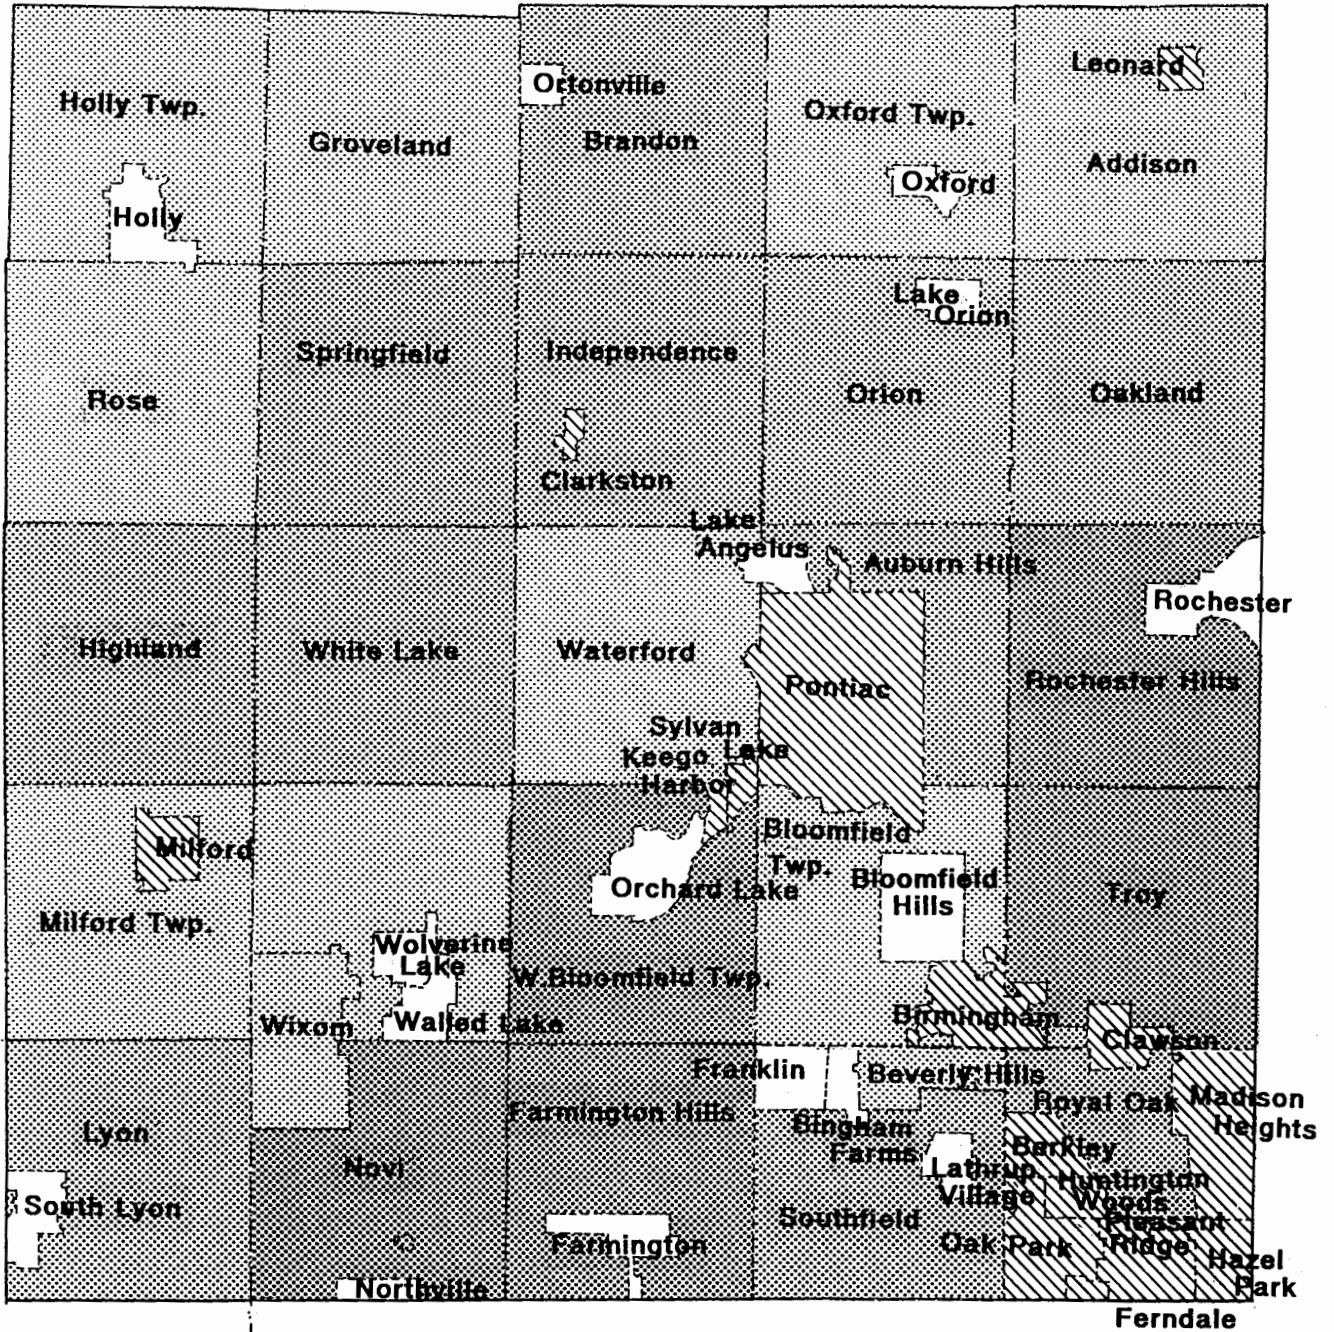 Leonard
Ortonville
Holly Twp.
Oxford Twp.
Groveland
Brandon
Addison
Oxford
Holly
Lake
Orion
Springfield
Independence
Rose
Orion
Oakland
Clarkston
Lake
Angelus
Auburn Hills
Rochester
Highland
White Lake
Waterford
Pontiac
Rochester Hills
Sylvan
Lake
Keego
Harbor
Bloomfield
Twp.
Milford
Bloomfield
Hills
Orchard Lake
Troy
Milford Twp.
Wolverine
Lake
W.Bloomfield Twp.
Wixom
Walled Lake
Birmingham
Clawson
Franklin
Beverly Hills
Royal Oak
Madison
Heights
Farmington Hills
Bingham
Farms
Lyon
Berkley
Novi
Lathrup
Village
Huntington
Woods
South Lyon
Southfield
Pleasant
Ridge
Farmington
Oak Park
Hazel
Park
Northville
Ferndale